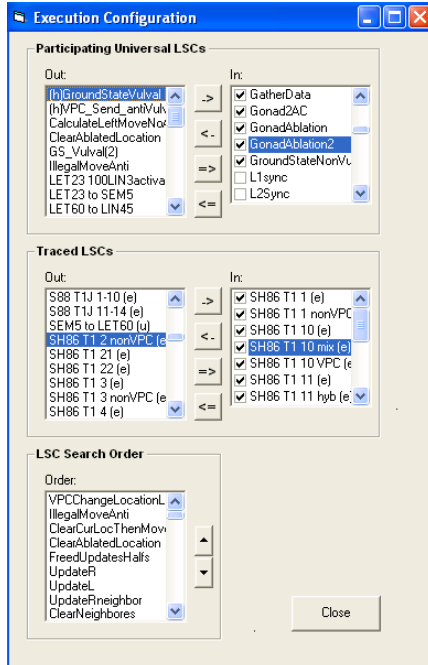 Execution Configuration
Participating Universal LSCs
Out:
(h)GroundStateVulval
(h)VPC_Send_antiVulv
CalculateLeftMoveNo
ClearAblatedLocation
GS_Vulval(2)
IllegalMoveAnti
LET23 100LIN3activa
LET23 to SEM5
LET60 to LIN45
->
<-
=>
<=
In:
GatherData
Gonad2AC
GonadAblation
GonadAblation2
GroundStateNonVu
L1sync
L2Sync
Traced LSCs
Out:
S88 T1J 1-10 (e)
S88 T1J 11-14 (e)
SEM5 to LET60 (u)
SH86 T1 2 nonVPC (e
SH86 T1 21 (e)
SH86 T1 22 (e)
SH86 T1 3 (e)
SH86 T1 3 nonVPC (e
SH86 T1 4 (e)
->
<-
=>
<=
In:
SH86 T1 1 (e)
SH86 T1 1 nonVPC
SH86 T1 10 (e)
SH86 T1 10 mix (e)
SH86 T1 10 VPC (e
SH86 T1 11 (e)
SH86 T1 11 hyb (e
LSC Search Order
Order:
VPCChangeLocationL
IllegalMoveAnti
ClearCurLocThenMov
ClearAblatedLocation
FreedUpdatesHalfs
UpdateR
UpdateL
UpdateRneighbor
ClearNeighbores
Close